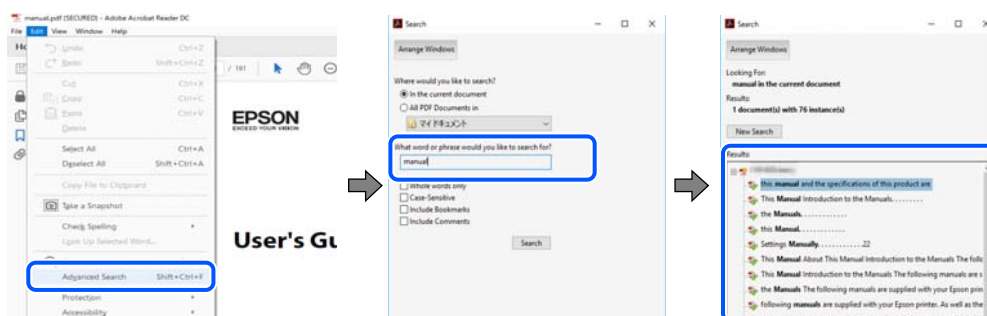 manual.pdf (SECURED) - Adobe Acrobat Reader DC
File Edit View Window Help
Undo Ctrl+Z
Redo Shift+Ctrl+Z
Cut Ctrl+X
Copy Ctrl+C
Paste Ctrl+V
Delete
Select All Ctrl+A
Deselect All Shift+Ctrl+A
Copy File to Clipboard
Take a Snapshot
Check Spelling
Look Up Selected Word...
Advanced Search Shift+Ctrl+F
Protection
Accessibility
/ 181
EPSON
EXCEED YOUR VISION
User's Gu
Search
Arrange Windows
Where would you like to search?
In the current document
All PDF Documents in
マイ ドキュメント
What word or phrase would you like to search for?
manual
Whole words only
Case-Sensitive
Include Bookmarks
Include Comments
Search
Search
Arrange Windows
Looking For:
manual in the current document
Results:
1 document(s) with 76 instance(s)
New Search
Results:
this manual and the specifications of this product are
This Manual Introduction to the Manuals. . . . . . . . .
the Manuals. . . . . . . . . . . . .
this Manual. . . . . . . . . . . . .
Settings Manually. . . . . . . . . . . . .22
This Manual About This Manual Introduction to the Manuals The follo
This Manual Introduction to the Manuals The following manuals are s
the Manuals The following manuals are supplied with your Epson prin
following manuals are supplied with your Epson printer. As well as the